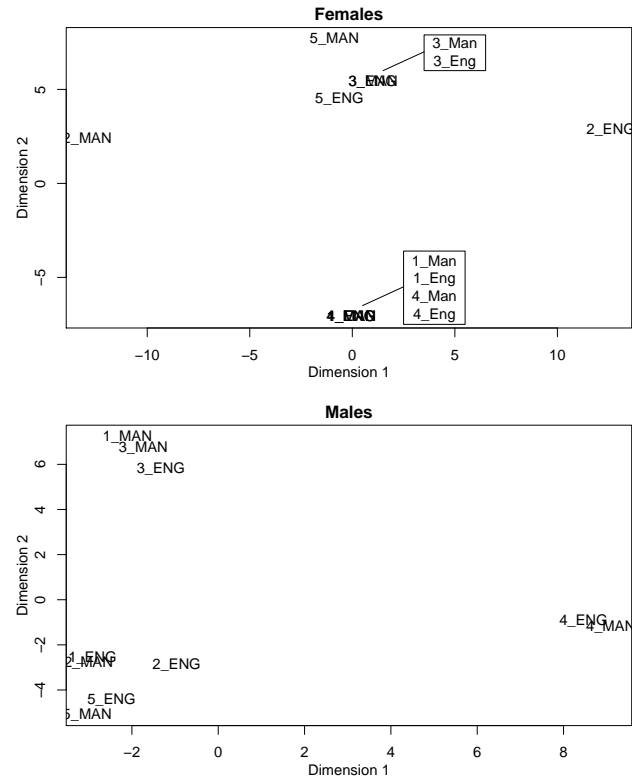 Females
5_MAN
3_Man
3_Eng
3_MAN
3_ENG
5_ENG
2_MAN
2_ENG
1_Man
1_Eng
4_Man
4_Eng
4_MAN
5
0
−5
Dimension 2
−10 −5 0 5 10
Dimension 1
Males
1_MAN
3_MAN
3_ENG
4_ENG
4_MAN
1_ENG
2_MAN
2_ENG
5_ENG
5_MAN
6
4
2
0
−2
−4
Dimension 2
−2 0 2 4 6 8
Dimension 1